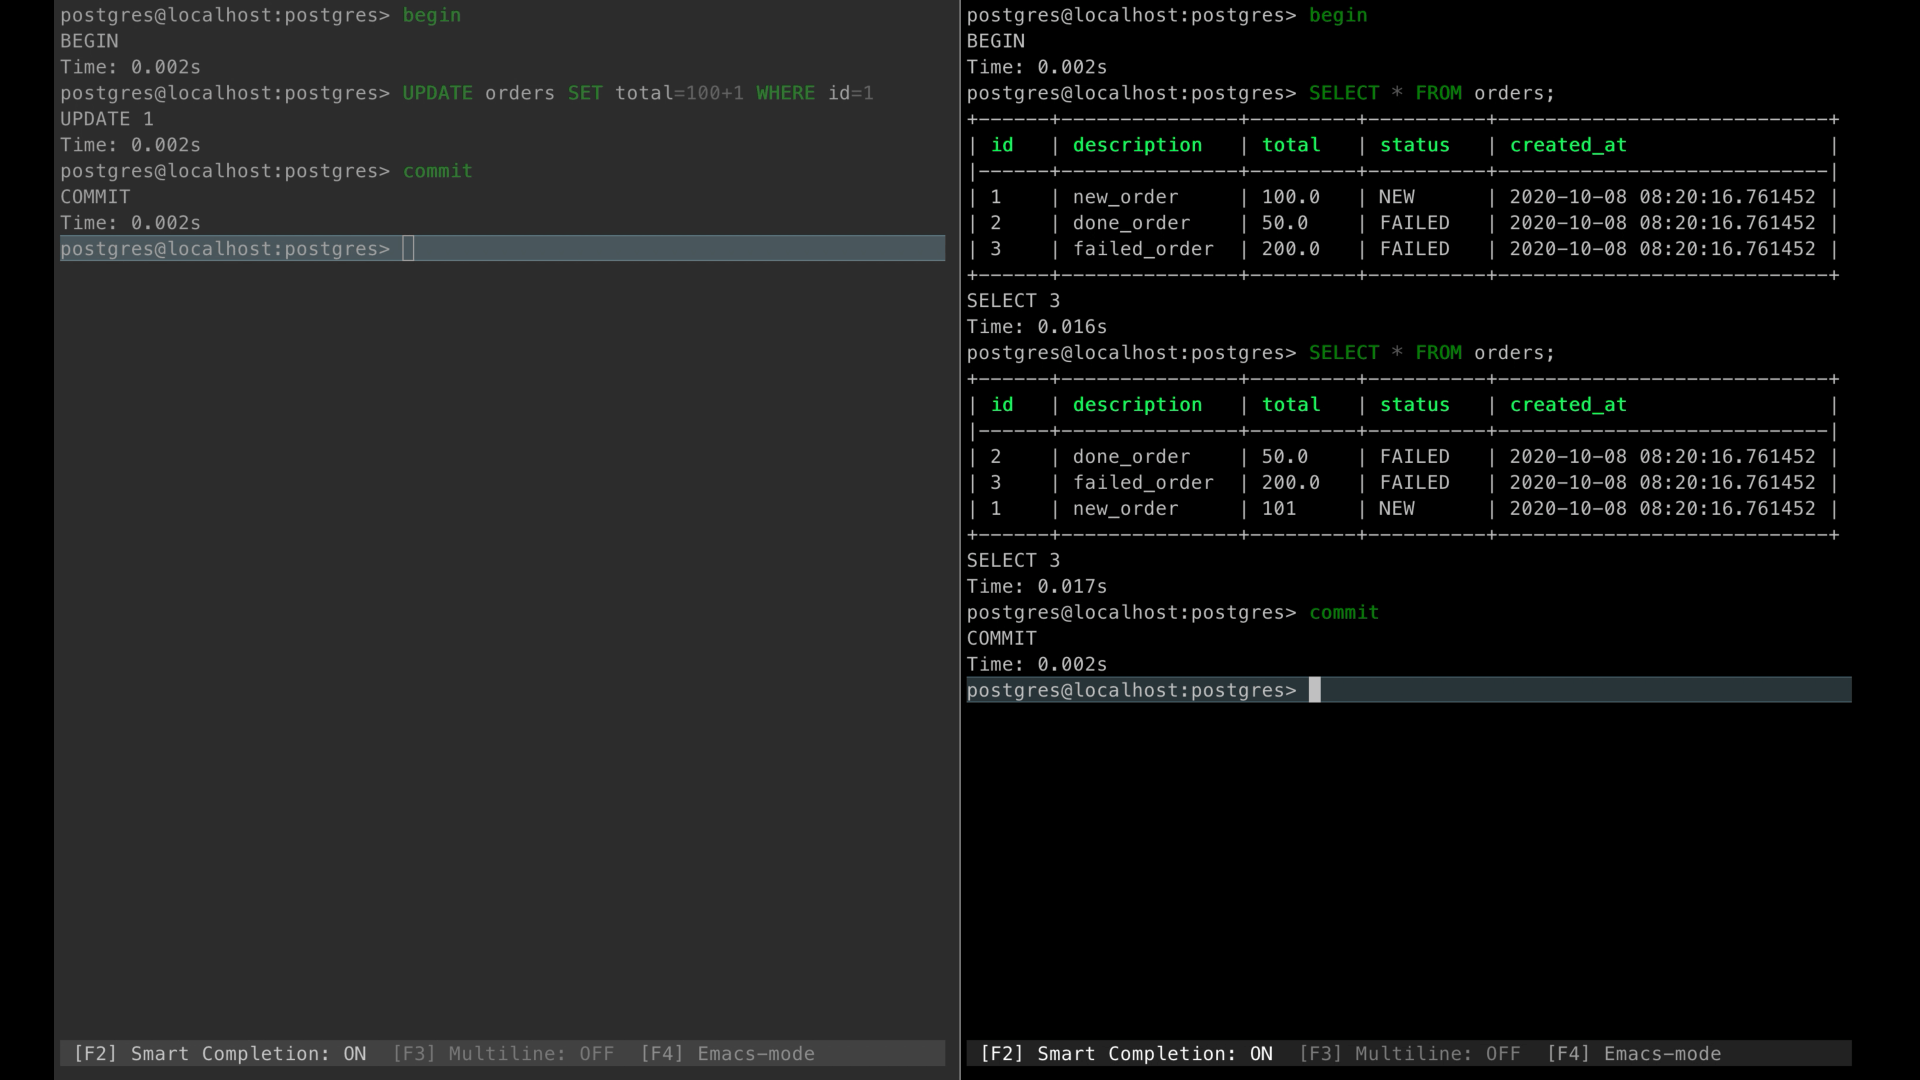 postgres@localhost:postgres> begin
BEGIN
Time: 0.002s
postgres@localhost:postgres> UPDATE orders SET total=100+1 WHERE id=1
UPDATE 1
Time: 0.002s
postgres@localhost:postgres> commit
COMMIT
Time: 0.002s
postgres@localhost:postgres>
[F2] Smart Completion: ON  [F3] Multiline: OFF  [F4] Emacs-mode
postgres@localhost:postgres> begin
BEGIN
Time: 0.002s
postgres@localhost:postgres> SELECT * FROM orders;
+------+---------------+---------+----------+----------------------------+
| id   | description   | total   | status   | created_at                 |
|------+---------------+---------+----------+----------------------------|
| 1    | new_order     | 100.0   | NEW      | 2020-10-08 08:20:16.761452 |
| 2    | done_order    | 50.0    | FAILED   | 2020-10-08 08:20:16.761452 |
| 3    | failed_order  | 200.0   | FAILED   | 2020-10-08 08:20:16.761452 |
+------+---------------+---------+----------+----------------------------+
SELECT 3
Time: 0.016s
postgres@localhost:postgres> SELECT * FROM orders;
+------+---------------+---------+----------+----------------------------+
| id   | description   | total   | status   | created_at                 |
|------+---------------+---------+----------+----------------------------|
| 2    | done_order    | 50.0    | FAILED   | 2020-10-08 08:20:16.761452 |
| 3    | failed_order  | 200.0   | FAILED   | 2020-10-08 08:20:16.761452 |
| 1    | new_order     | 101     | NEW      | 2020-10-08 08:20:16.761452 |
+------+---------------+---------+----------+----------------------------+
SELECT 3
Time: 0.017s
postgres@localhost:postgres> commit
COMMIT
Time: 0.002s
postgres@localhost:postgres>
[F2] Smart Completion: ON  [F3] Multiline: OFF  [F4] Emacs-mode